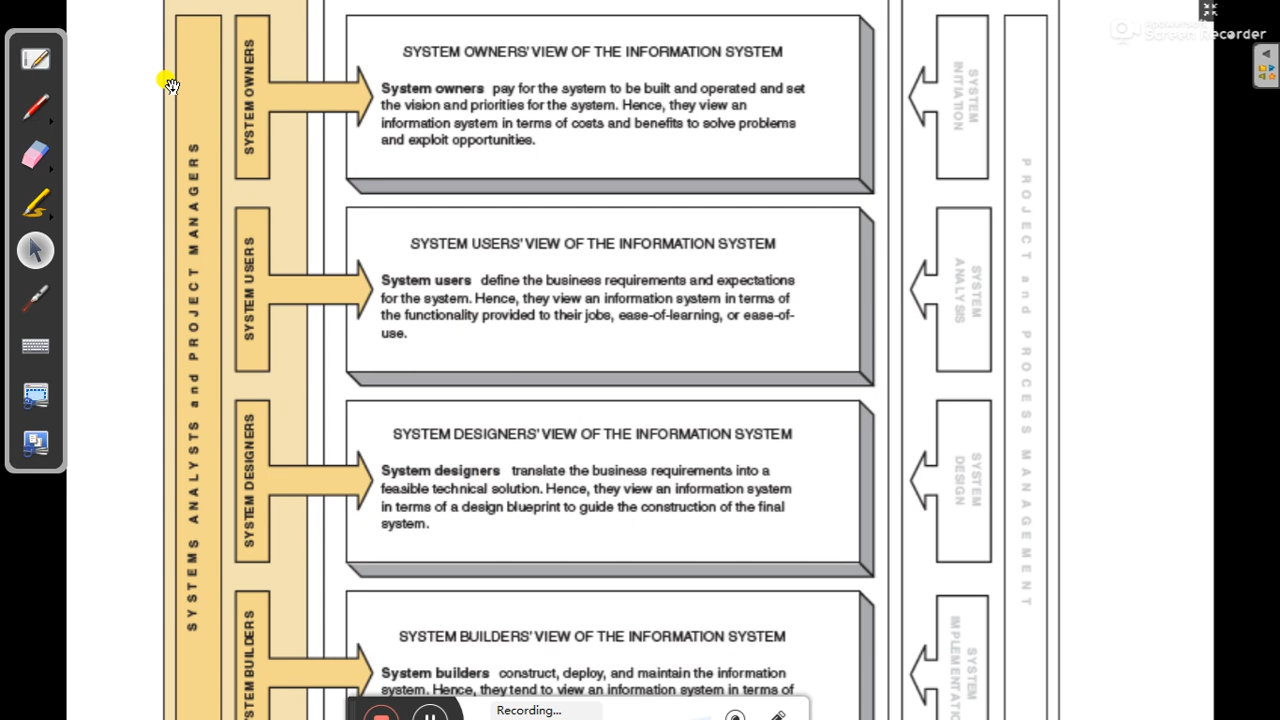 SYSTEMS ANALYSTS and PROJECT MANAGERS
SYSTEM OWNERS
SYSTEM OWNERS' VIEW OF THE INFORMATION SYSTEM
System owners pay for the system to be built and operated and set
the vision and priorities for the system. Hence, they view an
information system in terms of costs and benefits to solve problems
and exploit opportunities.
SYSTEM
INITIATION
SYSTEM USERS
SYSTEM USERS' VIEW OF THE INFORMATION SYSTEM
System users define the business requirements and expectations
for the system. Hence, they view an information system in terms of
the functionality provided to their jobs, ease-of-learning, or ease-of-
use.
SYSTEM
ANALYSIS
SYSTEM DESIGNERS
SYSTEM DESIGNERS' VIEW OF THE INFORMATION SYSTEM
System designers translate the business requirements into a
feasible technical solution. Hence, they view an information system
in terms of a design blueprint to guide the construction of the final
system.
SYSTEM
DESIGN
SYSTEM BUILDERS
SYSTEM BUILDERS' VIEW OF THE INFORMATION SYSTEM
System builders construct, deploy, and maintain the information
system. Hence, they tend to view an information system in terms of
SYSTEM
PROJECT and PROCESS MANAGEMENT
Screen Recorder
Recording...